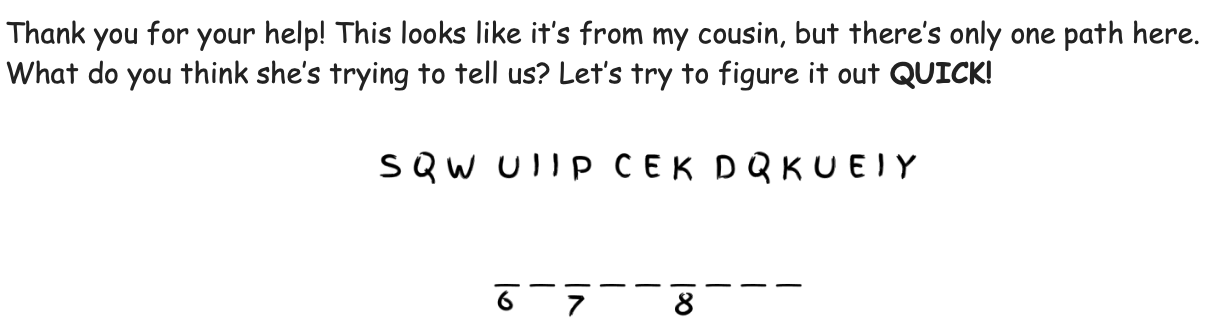 Thank you for your help! This looks like it's from my cousin, but there's only one path here.
What do you think she's trying to tell us? Let's try to figure it out QUICK!
SQW UIIP CEK DQKUEIY
6 7 8